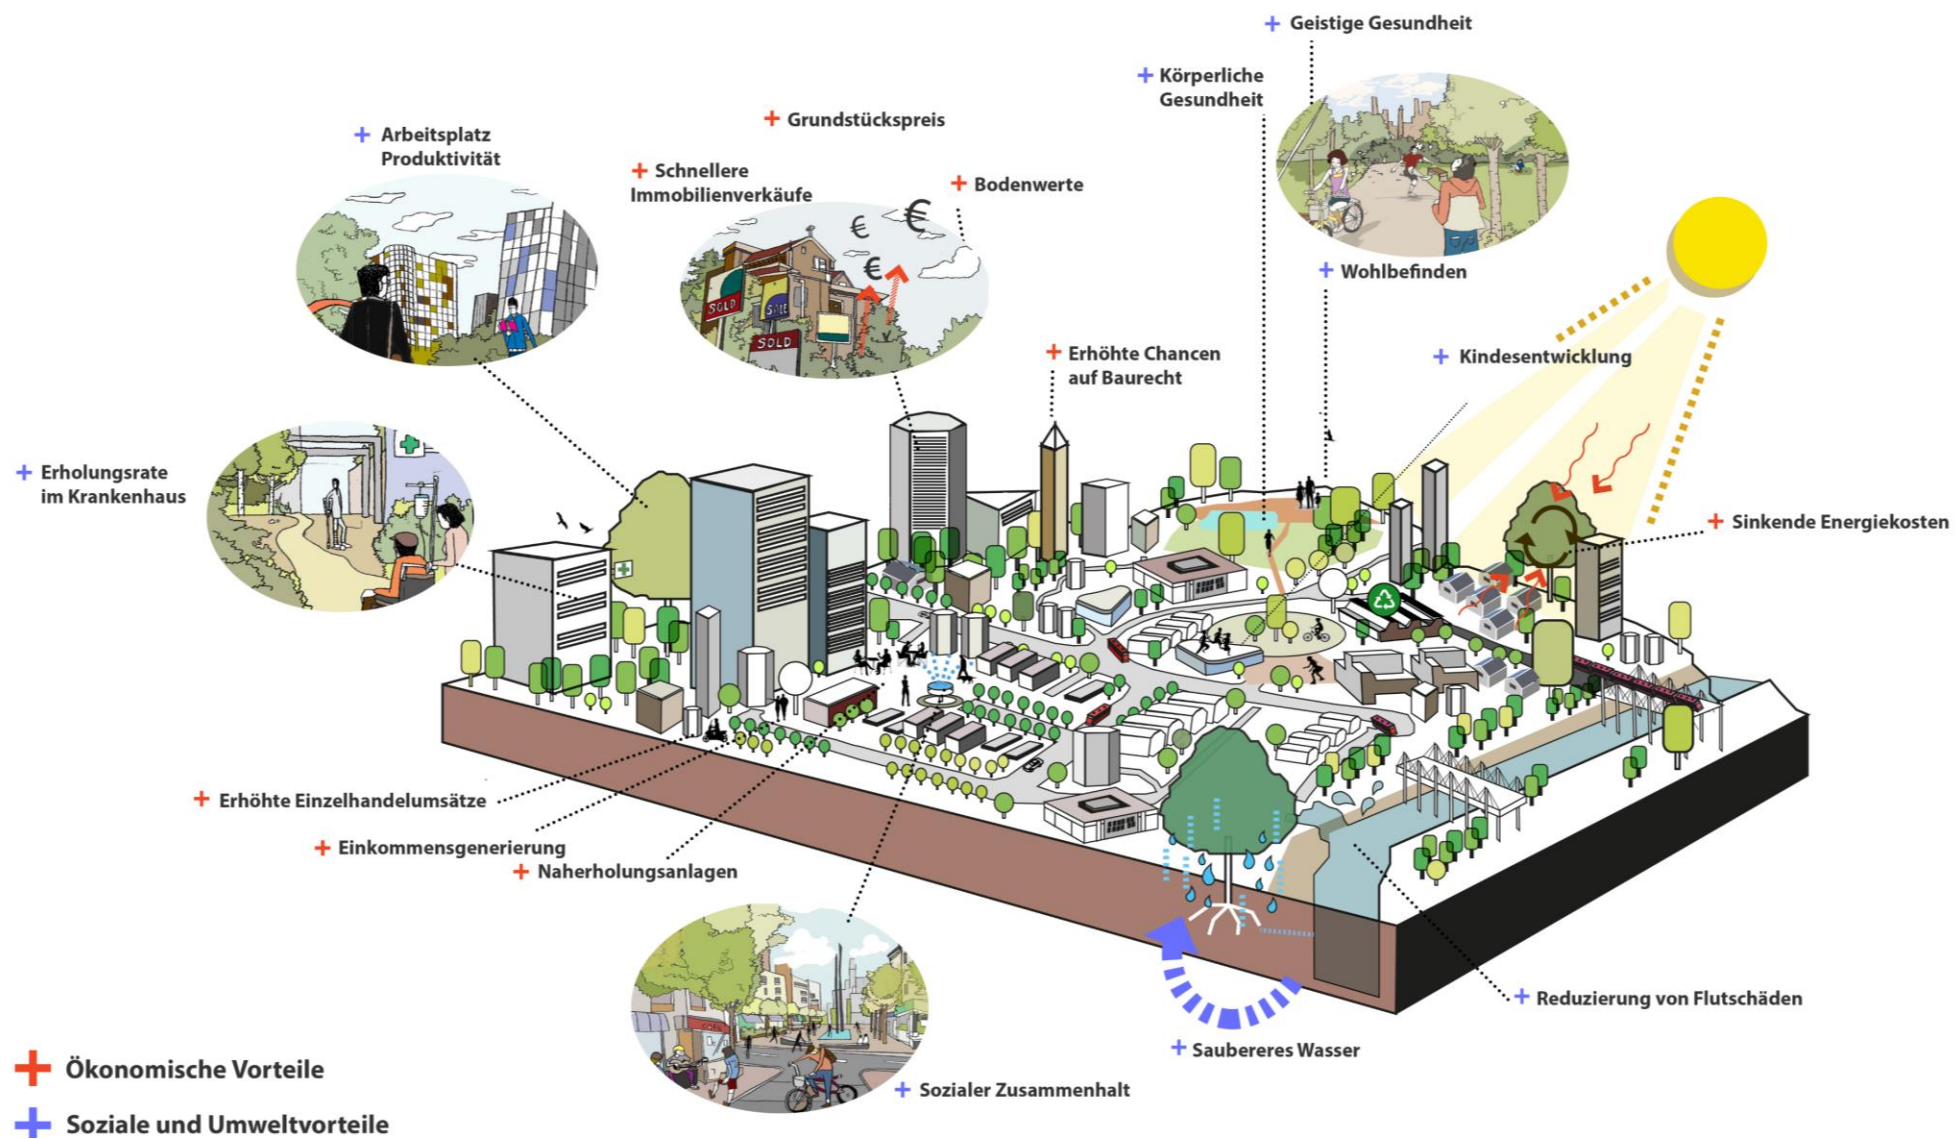 + Geistige Gesundheit
+ Körperliche
Gesundheit
+ Grundstückspreis
+ Arbeitsplatz
Produktivität
+ Schnellere
Immobilienverkäufe
+ Bodenwerte
€
€
€
SOLD
SALE
SOLD
+ Wohlbefinden
+ Erhöhte Chancen
auf Baurecht
+ Kindesentwicklung
+ Erholungsrate
im Krankenhaus
+ Sinkende Energiekosten
+ Erhöhte Einzelhandelumsätze
+ Einkommensgenerierung
+ Naherholungsanlagen
+ Reduzierung von Flutschäden
+ Saubereres Wasser
+ Sozialer Zusammenhalt
+ Ökonomische Vorteile
+ Soziale und Umweltvorteile